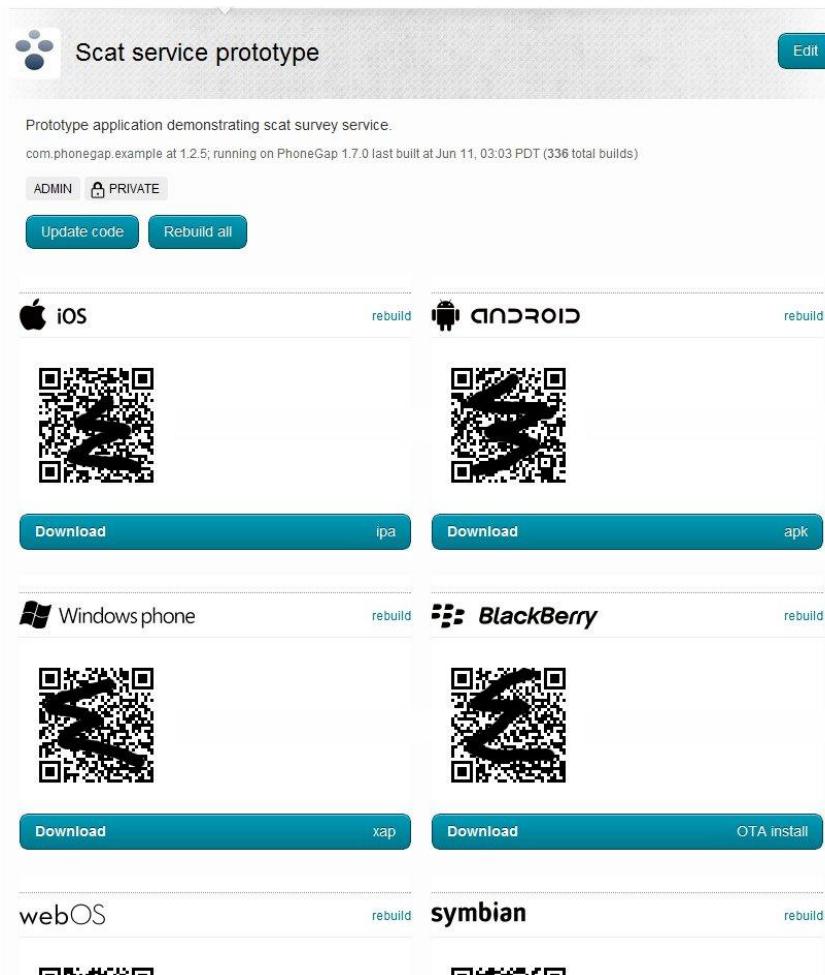 Scat service prototype
Edit
Prototype application demonstrating scat survey service.
com.phonegap.example at 1.2.5; running on PhoneGap 1.7.0 last built at Jun 11, 03:03 PDT (336 total builds)
ADMIN PRIVATE
Update code Rebuild all
iOS rebuild
android rebuild
Download ipa
Download apk
Windows phone rebuild
BlackBerry rebuild
Download xap
Download OTA install
webOS rebuild
symbian rebuild